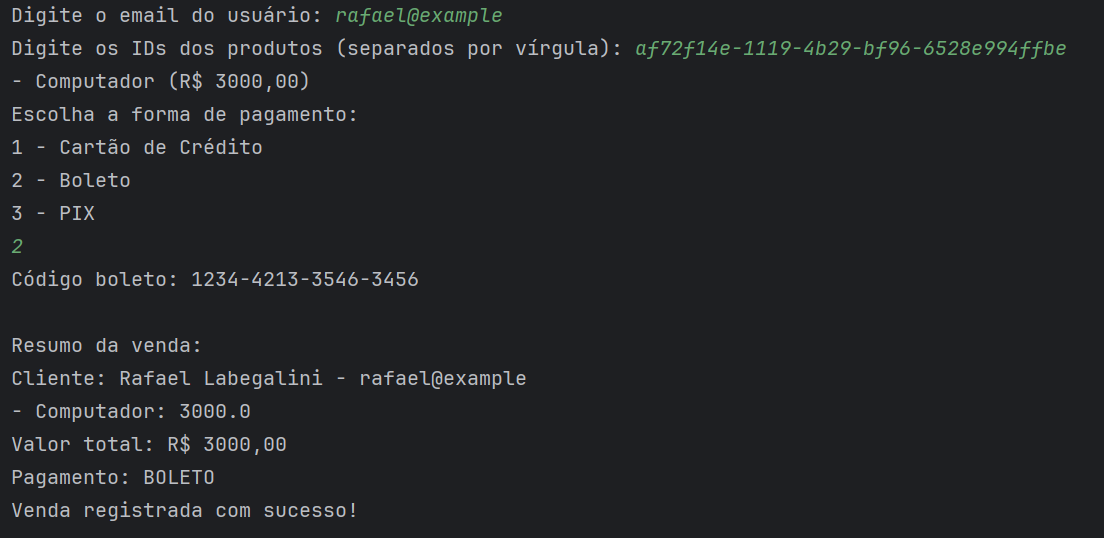 Digite o email do usuário: rafael@example
Digite os IDs dos produtos (separados por vírgula): af72f14e-1119-4b29-bf96-6528e994ffbe
- Computador (R$ 3000,00)
Escolha a forma de pagamento:
1 - Cartão de Crédito
2 - Boleto
3 - PIX
2
Código boleto: 1234-4213-3546-3456
Resumo da venda:
Cliente: Rafael Labegalini - rafael@example
- Computador: 3000.0
Valor total: R$ 3000,00
Pagamento: BOLETO
Venda registrada com sucesso!